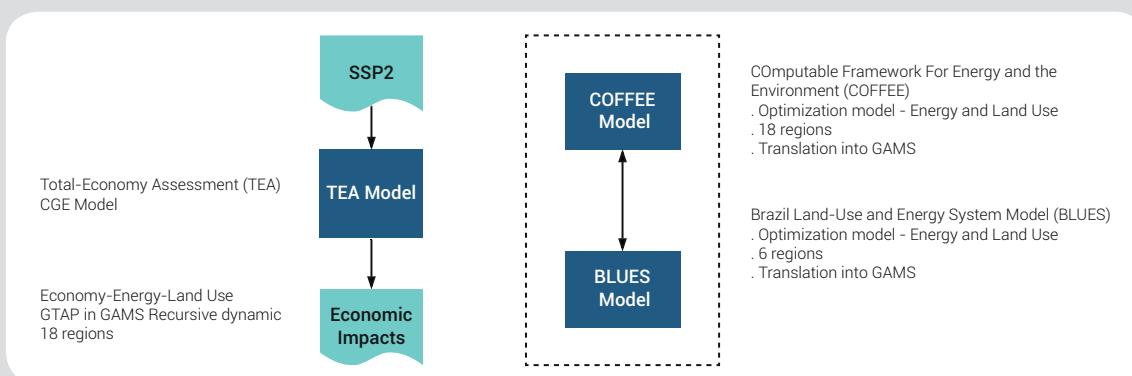 SSP2
TEA Model
Economic
Impacts
Total-Economy Assessment (TEA)
CGE Model
Economy-Energy-Land Use
GTAP in GAMS Recursive dynamic
18 regions
COFFEE
Model
BLUES
Model
COmputable Framework For Energy and the
Environment (COFFEE)
. Optimization model - Energy and Land Use
. 18 regions
. Translation into GAMS
Brazil Land-Use and Energy System Model (BLUES)
. Optimization model - Energy and Land Use
. 6 regions
. Translation into GAMS